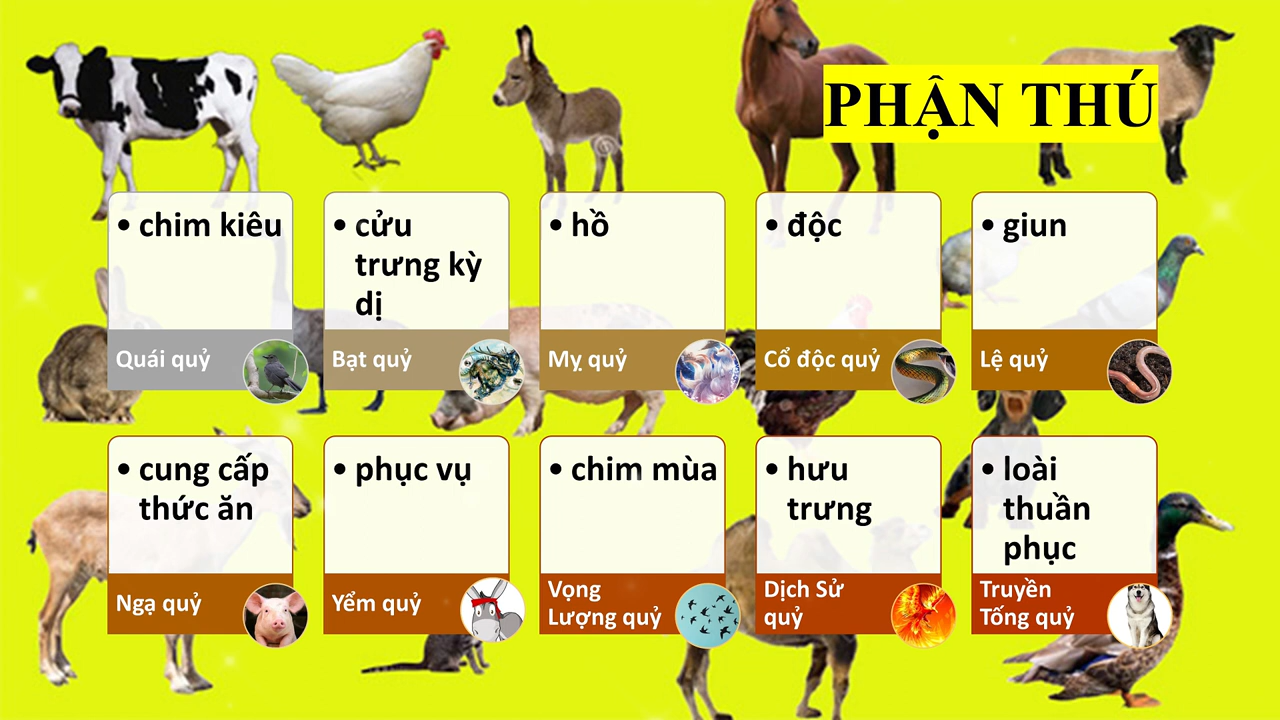 PHẬN THÚ
• chim kiêu
Quái quỷ
• cửu
trưng kỳ
dị
Bạt quỷ
• hồ
Mỵ quỷ
• độc
Cổ độc quỷ
• giun
Lệ quỷ
• cung cấp
thức ăn
Ngạ quỷ
• phục vụ
Yểm quỷ
• chim mùa
Vọng
Lượng quỷ
• hưu
trưng
Dịch Sử
quỷ
• loài
thuần
phục
Truyền
Tống quỷ